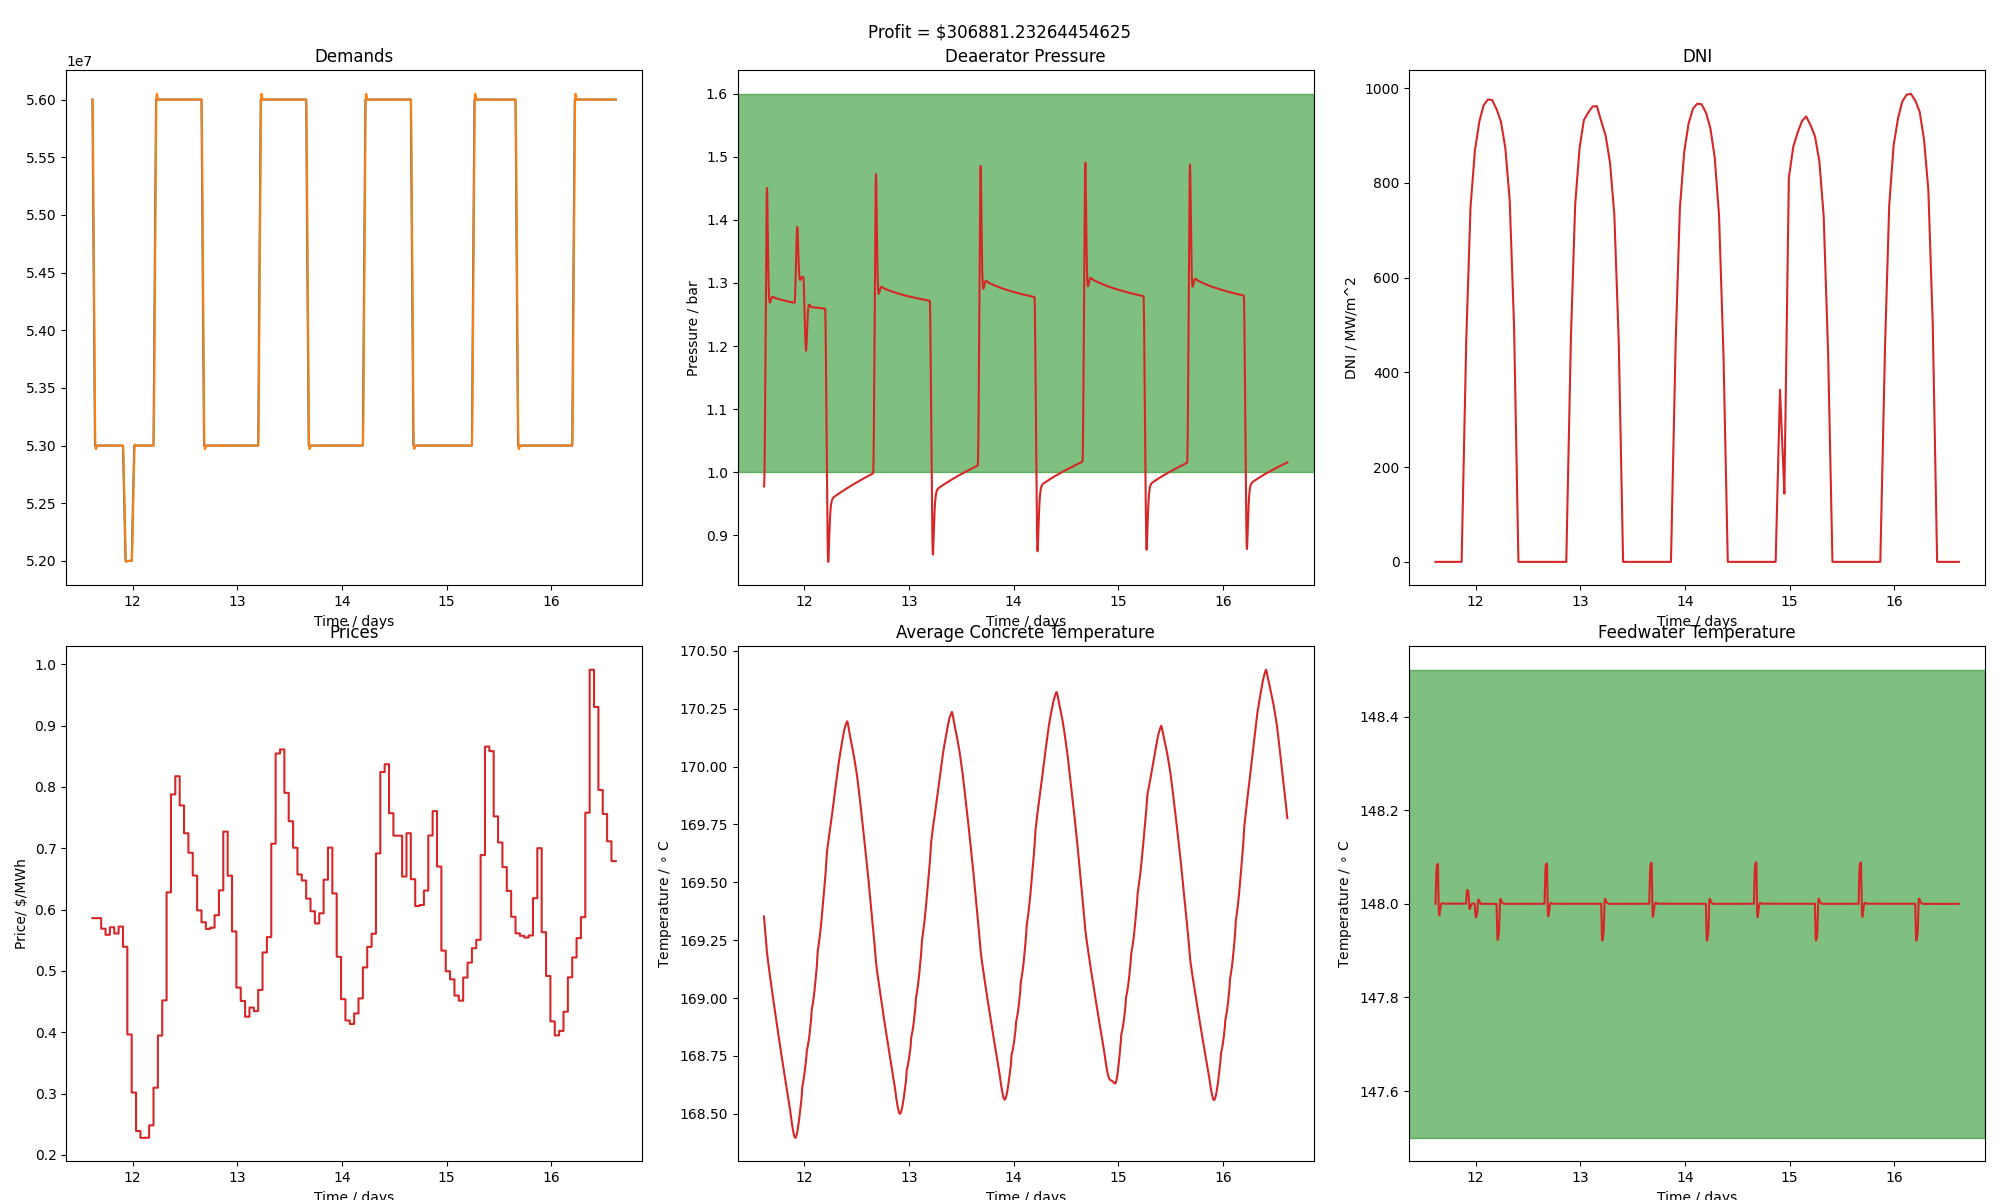 Profit = $306881.23264454625
Demands
1e7
5.60
5.55
5.50
5.45
5.40
5.35
5.30
5.25
5.20
12 13 14 15 16
Time / days
Deaerator Pressure
Pressure / bar
1.6
1.5
1.4
1.3
1.2
1.1
1.0
0.9
12 13 14 15 16
Time / days
DNI
DNI / MW/m^2
1000
800
600
400
200
0
12 13 14 15 16
Time / days
Prices
Price/ $/MWh
1.0
0.9
0.8
0.7
0.6
0.5
0.4
0.3
0.2
12 13 14 15 16
Time / days
Average Concrete Temperature
Temperature / ∘ C
170.50
170.25
170.00
169.75
169.50
169.25
169.00
168.75
168.50
12 13 14 15 16
Time / days
Feedwater Temperature
Temperature / ∘ C
148.4
148.2
148.0
147.8
147.6
12 13 14 15 16
Time / days